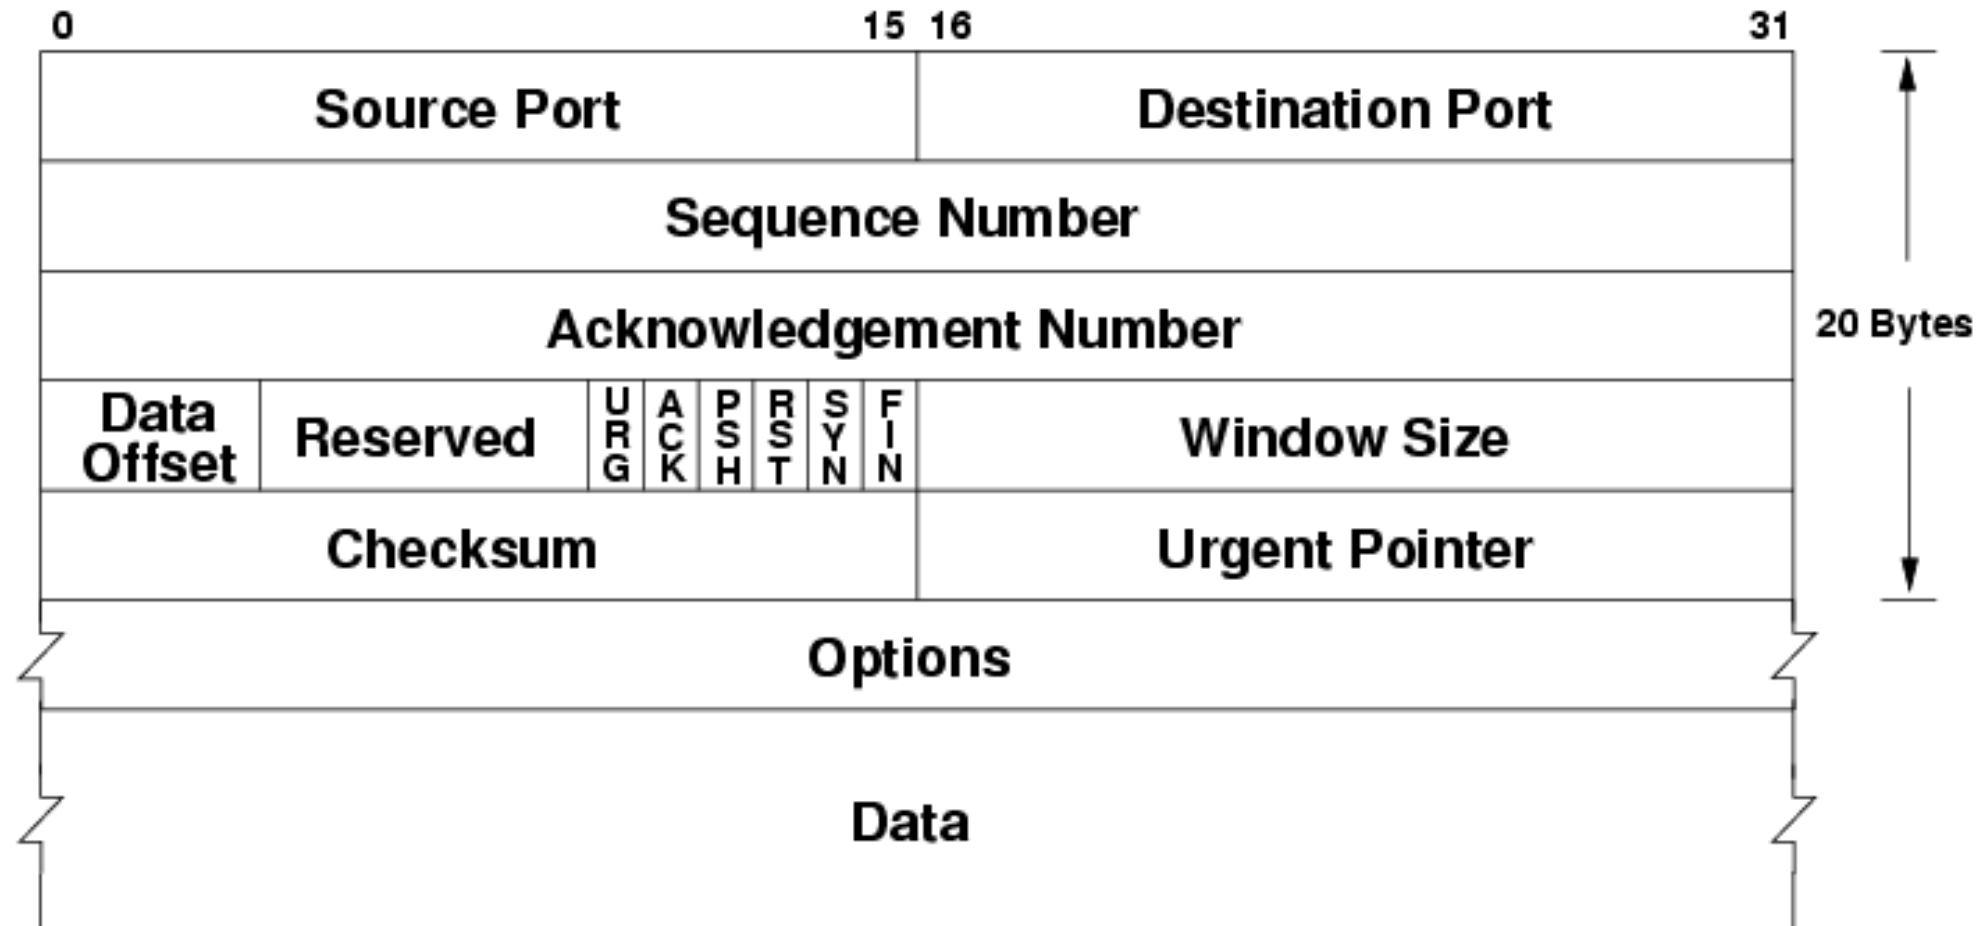 0 15 16 31
Source Port Destination Port
Sequence Number
Acknowledgement Number
20 Bytes
Data Offset Reserved URG ACK PSH RST SYN FIN Window Size
Checksum Urgent Pointer
Options
Data